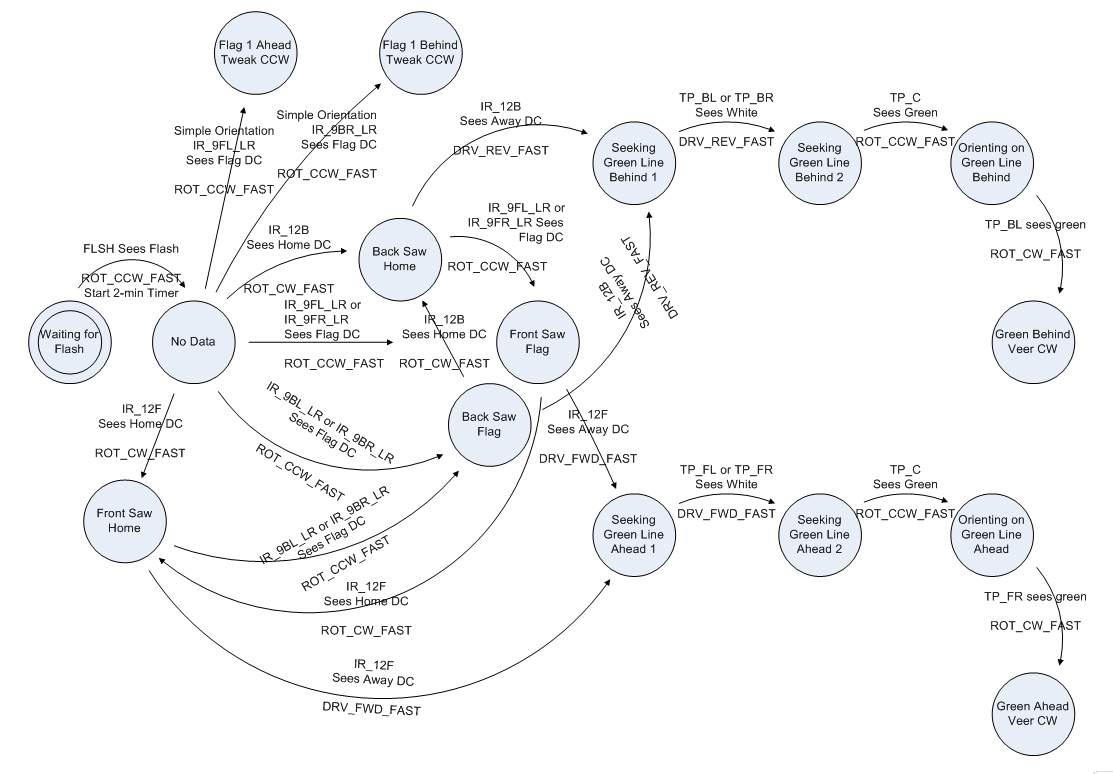 Flag 1 Ahead
Tweak CCW
Flag 1 Behind
Tweak CCW
Simple Orientation
IR_9FL_LR
Sees Flag DC
ROT_CCW_FAST
Simple Orientation
IR_9BR_LR
Sees Flag DC
ROT_CCW_FAST
IR_12B
Sees Away DC
DRV_REV_FAST
Seeking
Green Line
Behind 1
TP_BL or TP_BR
Sees White
DRV_REV_FAST
Seeking
Green Line
Behind 2
TP_C
Sees Green
ROT_CCW_FAST
Orienting on
Green Line
Behind
TP_BL sees green
ROT_CW_FAST
Green Behind
Veer CW
FLSH Sees Flash
ROT_CCW_FAST
Start 2-min Timer
Waiting for
Flash
No Data
IR_12B
Sees Home DC
ROT_CW_FAST
Back Saw
Home
IR_9FL_LR or
IR_9FR_LR Sees
Flag DC
ROT_CCW_FAST
IR_9FL_LR or
IR_9FR_LR
Sees Flag DC
ROT_CCW_FAST
IR_12B
Sees Home DC
ROT_CW_FAST
Front Saw
Flag
IR_12B
Sees Away DC
DRV_REV_FAST
Back Saw
Flag
IR_12F
Sees Home DC
ROT_CW_FAST
IR_9BL_LR or IR_9BR_LR
Sees Flag DC
ROT_CCW_FAST
IR_12F
Sees Away DC
DRV_FWD_FAST
Front Saw
Home
IR_9BL_LR or IR_9BR_LR
Sees Flag DC
ROT_CCW_FAST
IR_12F
Sees Home DC
ROT_CW_FAST
IR_12F
Sees Away DC
DRV_FWD_FAST
Seeking
Green Line
Ahead 1
TP_FL or TP_FR
Sees White
DRV_FWD_FAST
Seeking
Green Line
Ahead 2
TP_C
Sees Green
ROT_CCW_FAST
Orienting on
Green Line
Ahead
TP_FR sees green
ROT_CW_FAST
Green Ahead
Veer CW